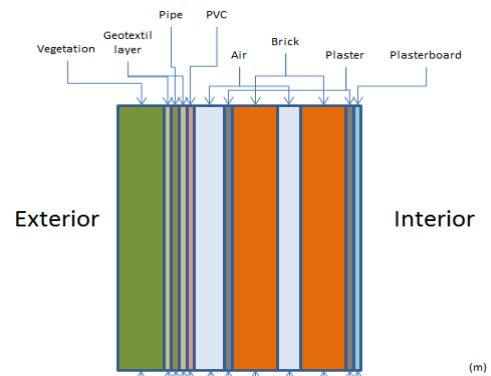 Pipe
PVC
Geotextil
layer
Brick
Vegetation
Air
Plaster
Plasterboard
Exterior
Interior
(m)